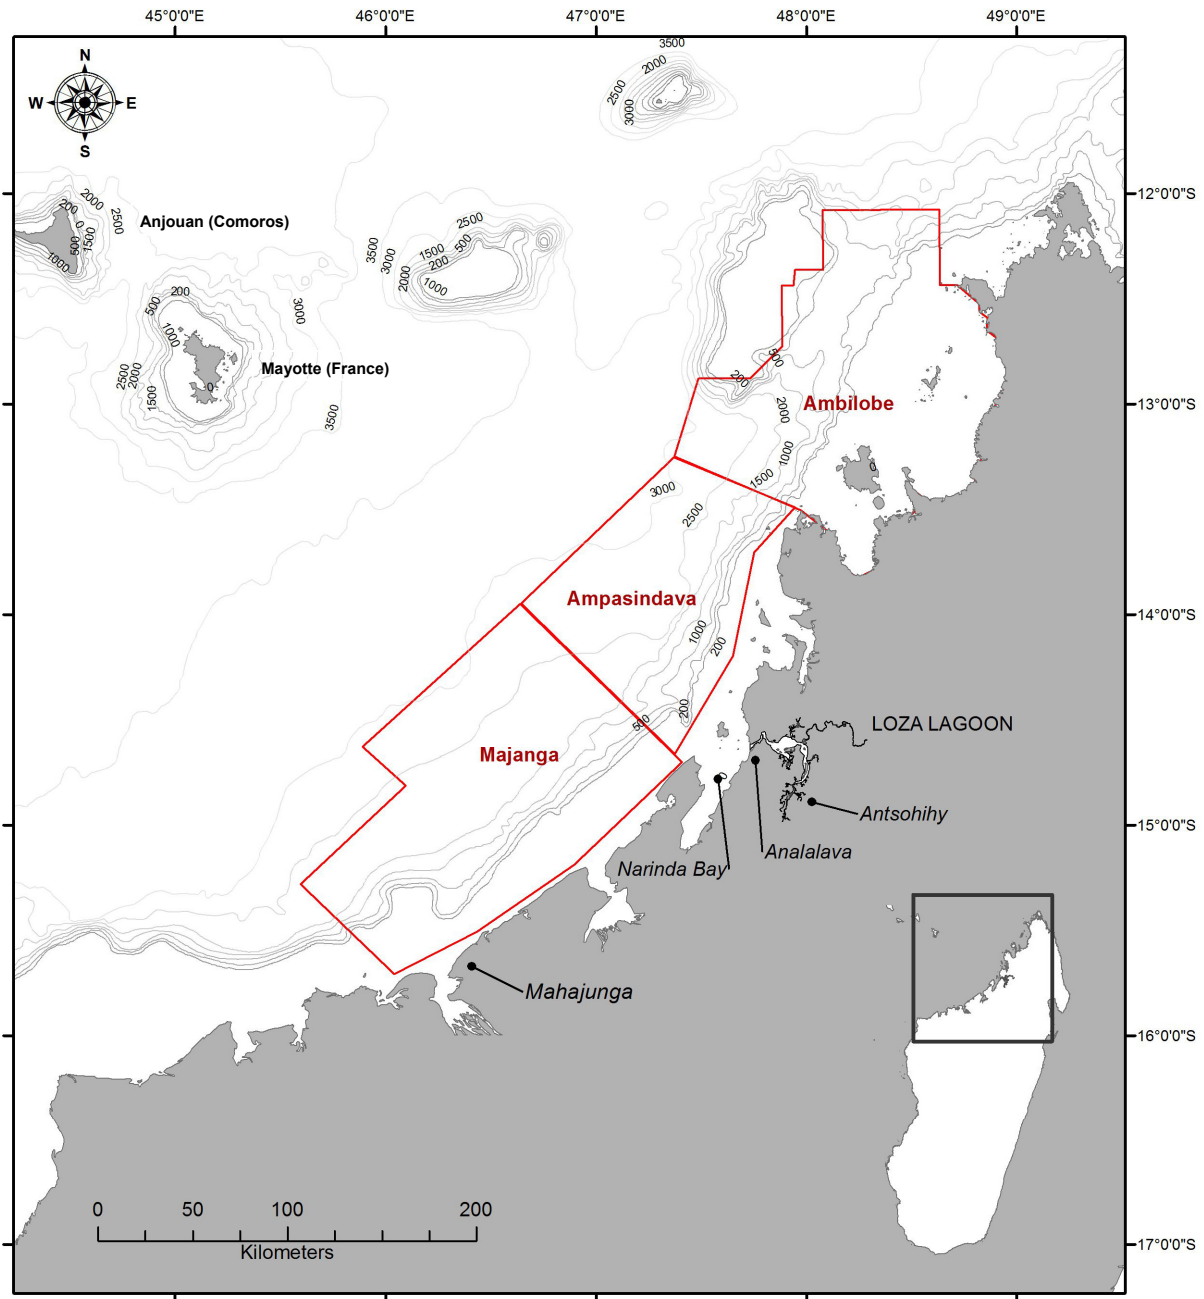 45°0'0"E
46°0'0"E
47°0'0"E
48°0'0"E
49°0'0"E
N
W
E
S
3500
2000
2500
3000
12°0'0"S
200
2000
2500
0
500
1500
1000
Anjouan (Comoros)
3500
3000
2000
1500
200
500
2500
1000
200
500
1000
3000
2500
2000
1500
0
3500
Mayotte (France)
500
200
2000
1000
1500
Ambilobe
13°0'0"S
0
3000
2500
Ampasindava
14°0'0"S
1000
200
200
500
Majanga
LOZA LAGOON
Antsohihy
Analalava
Narinda Bay
15°0'0"S
Mahajunga
16°0'0"S
0
50
100
200
Kilometers
17°0'0"S